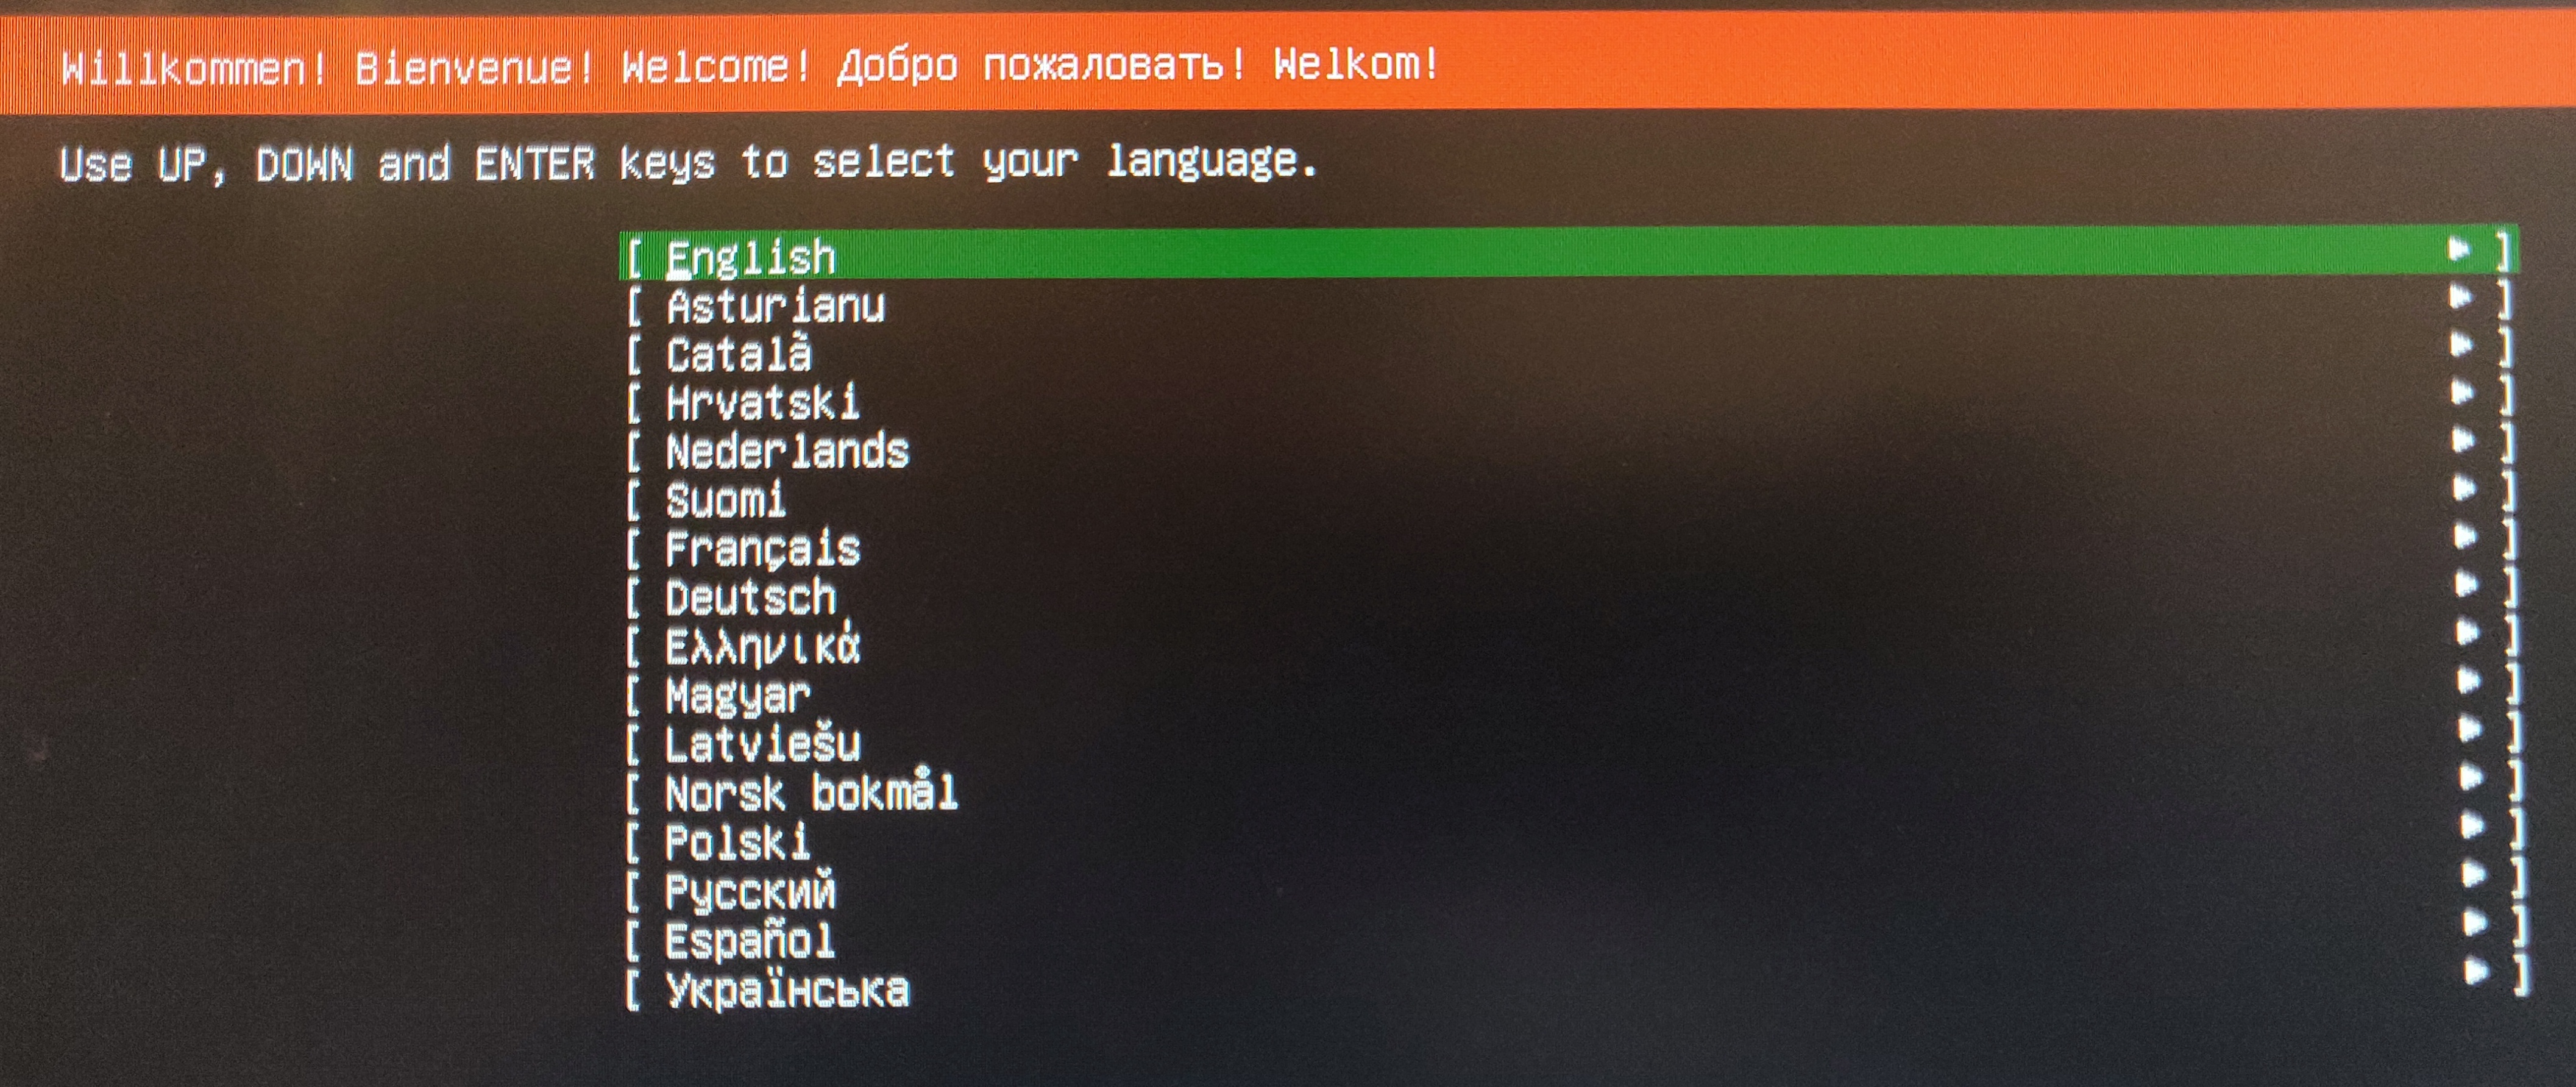 Willkommen! Bienvenue! Welcome! Добро пожаловать! Welkom!
Use UP, DOWN and ENTER keys to select your language.
[ English ▸ ]
[ Asturianu ▸ ]
[ Català ▸ ]
[ Hrvatski ▸ ]
[ Nederlands ▸ ]
[ Suomi ▸ ]
[ Français ▸ ]
[ Deutsch ▸ ]
[ Ελληνικά ▸ ]
[ Magyar ▸ ]
[ Latviešu ▸ ]
[ Norsk bokmål ▸ ]
[ Polski ▸ ]
[ Русский ▸ ]
[ Español ▸ ]
[ Українська ▸ ]